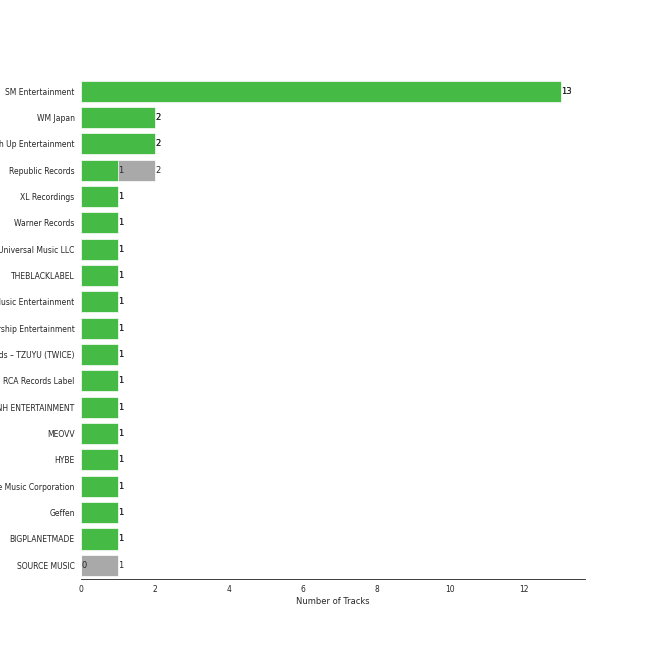 SM Entertainment 13
WM Japan 2
h Up Entertainment 2
Republic Records 1 2
XL Recordings 1
Warner Records 1
Universal Music LLC 1
THEBLACKLABEL 1
usic Entertainment 1
rship Entertainment 1
ds – TZUYU (TWICE) 1
RCA Records Label 1
NH ENTERTAINMENT 1
MEOVV 1
HYBE 1
e Music Corporation 1
Geffen 1
BIGPLANETMADE 1
SOURCE MUSIC 0 1
0 2 4 6 8 10 12
Number of Tracks